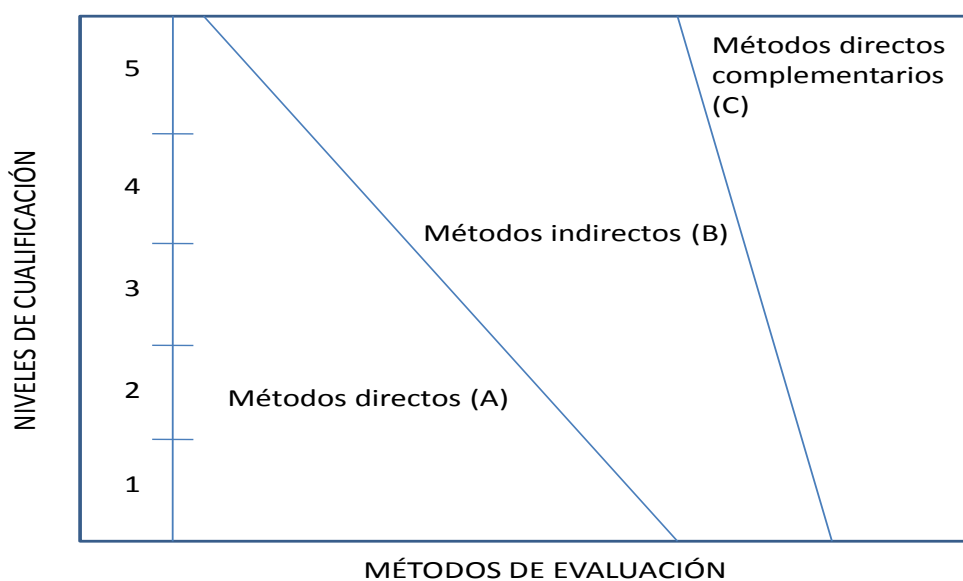 NIVELES DE CUALIFICACIÓN
5
4
3
2
1
Métodos directos
complementarios
(C)
Métodos indirectos (B)
Métodos directos (A)
MÉTODOS DE EVALUACIÓN